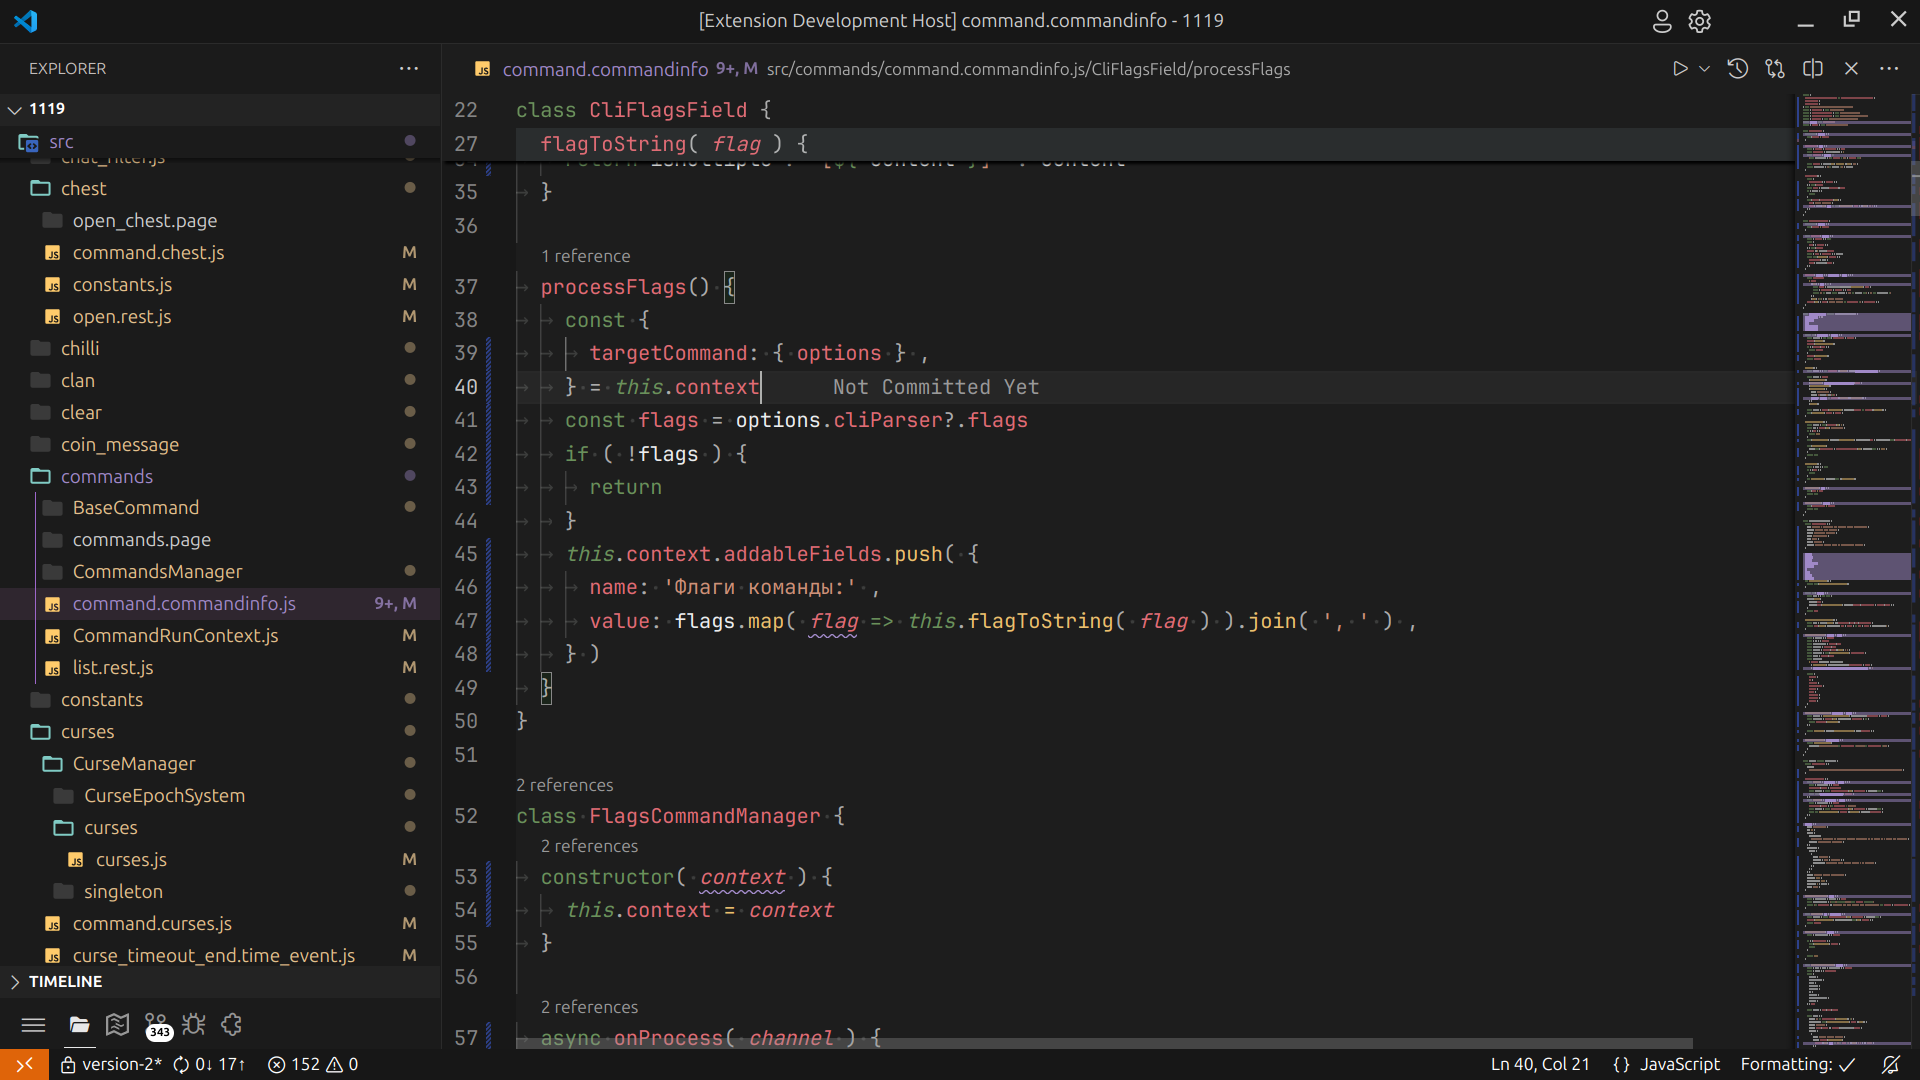 [Extension Development Host] command.commandinfo - 1119
EXPLORER
1119
src
chat_filter.js
chest
open_chest.page
command.chest.js M
constants.js M
open.rest.js M
chilli
clan
clear
coin_message
commands
BaseCommand
commands.page
CommandsManager
command.commandinfo.js 9+, M
CommandRunContext.js M
list.rest.js M
constants
curses
CurseManager
CurseEpochSystem
curses
curses.js M
singleton
command.curses.js M
curse_timeout_end.time_event.js M
TIMELINE
343
command.commandinfo 9+, M src/commands/command.commandinfo.js/CliFlagsField/processFlags
22 class CliFlagsField {
27 flagToString( flag ) {
35 }
36
1 reference
37 processFlags() {
38 const {
39 targetCommand: { options } ,
40 } = this.context Not Committed Yet
41 const flags = options.cliParser?.flags
42 if ( !flags ) {
43 return
44 }
45 this.context.addableFields.push( {
46 name: 'Флаги команды:' ,
47 value: flags.map( flag => this.flagToString( flag ) ).join( ', ' ) ,
48 } )
49 }
50 }
51
2 references
52 class FlagsCommandManager {
2 references
53 constructor( context ) {
54 this.context = context
55 }
56
2 references
57 async onProcess( channel ) {
version-2* 0↓ 17↑ 152 0
Ln 40, Col 21 {} JavaScript Formatting: ✓